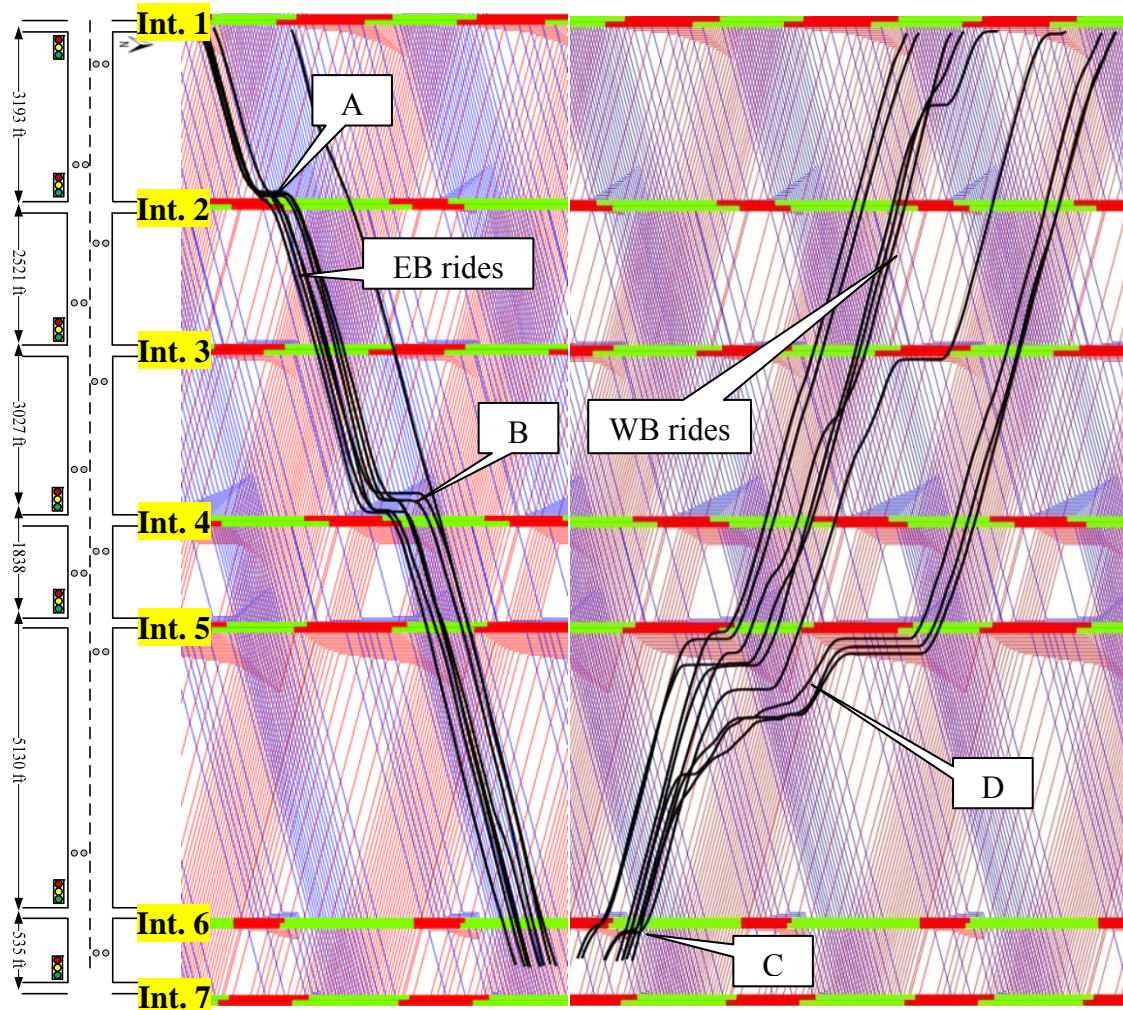 Int. 1
N
3193 ft
A
Int. 2
EB rides
2521 ft
Int. 3
WB rides
3027 ft
B
Int. 4
1838
Int. 5
5130 ft
D
Int. 6
535 ft
C
Int. 7